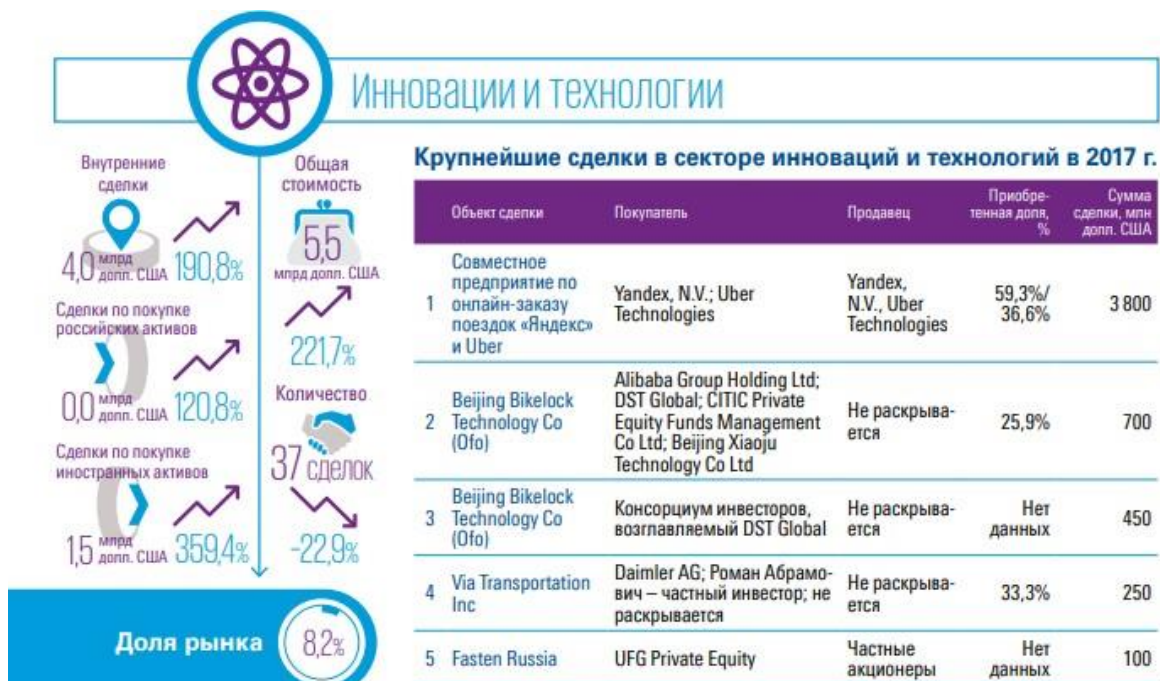 Инновации и технологии
Внутренние
сделки
4,0 млрд долл. США 190,8%
Сделки по покупке
российских активов
0,0 млрд долл. США 120,8%
Сделки по покупке
иностранных активов
1,5 млрд долл. США 359,4%
Общая
стоимость
5,5
млрд долл. США
221,7%
Количество
37 сделок
-22,9%
Доля рынка 8,2%
Крупнейшие сделки в секторе инноваций и технологий в 2017 г.
Объект сделки Покупатель Продавец Приобре-
тенная доля,
% Сумма
сделки, млн
долл. США
1 Совместное
предприятие по
онлайн-заказу
поездок «Яндекс»
и Uber
Yandex, N.V.; Uber
Technologies
Yandex,
N.V., Uber
Technologies
59,3%/
36,6%
3 800
2 Beijing Bikelock
Technology Co
(Ofo)
Alibaba Group Holding Ltd;
DST Global; CITIC Private
Equity Funds Management
Co Ltd; Beijing Xiaoju
Technology Co Ltd
Не раскрыва-
ется
25,9%
700
3 Beijing Bikelock
Technology Co
(Ofo)
Консорциум инвесторов,
возглавляемый DST Global
Не раскрыва-
ется
Нет
данных
450
4 Via Transportation
Inc
Daimler AG; Роман Абрамо-
вич – частный инвестор; не
раскрывается
Не раскрыва-
ется
33,3%
250
5 Fasten Russia
UFG Private Equity
Частные
акционеры
Нет
данных
100